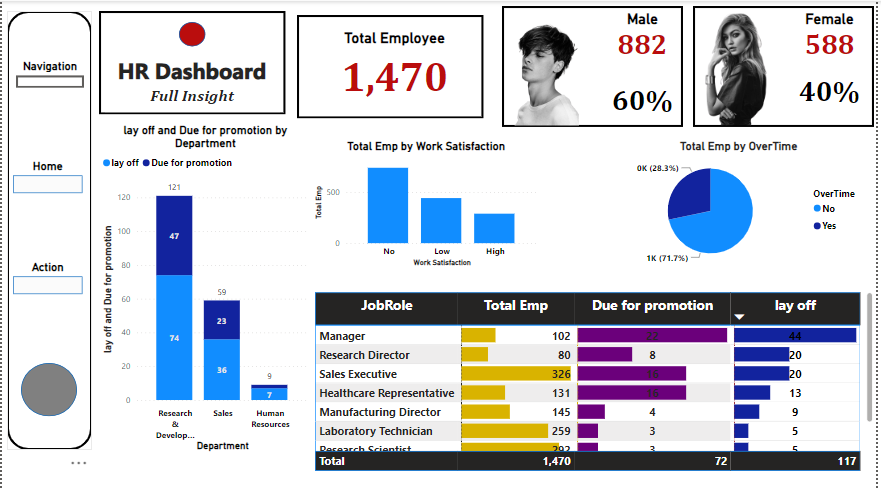 Navigation
Home
Action
HR Dashboard
Full Insight
Total Employee
1,470
Male
882
60%
Female
588
40%
lay off and Due for promotion by
Department
lay off Due for promotion
lay off and Due for promotion
120
100
80
60
40
20
0
121
47
74
59
23
36
9
7
Research
&
Develop...
Sales
Human
Resources
Department
Total Emp by Work Satisfaction
Total Emp
500
0
No Low High
Work Satisfaction
Total Emp by OverTime
0K (28.3%)
1K (71.7%)
OverTime
No
Yes
JobRole Total Emp Due for promotion lay off
Manager 102 22 44
Research Director 80 8 20
Sales Executive 326 16 20
Healthcare Representative 131 16 13
Manufacturing Director 145 4 9
Laboratory Technician 259 3 5
Research Scientist 292 3 5
Total 1,470 72 117